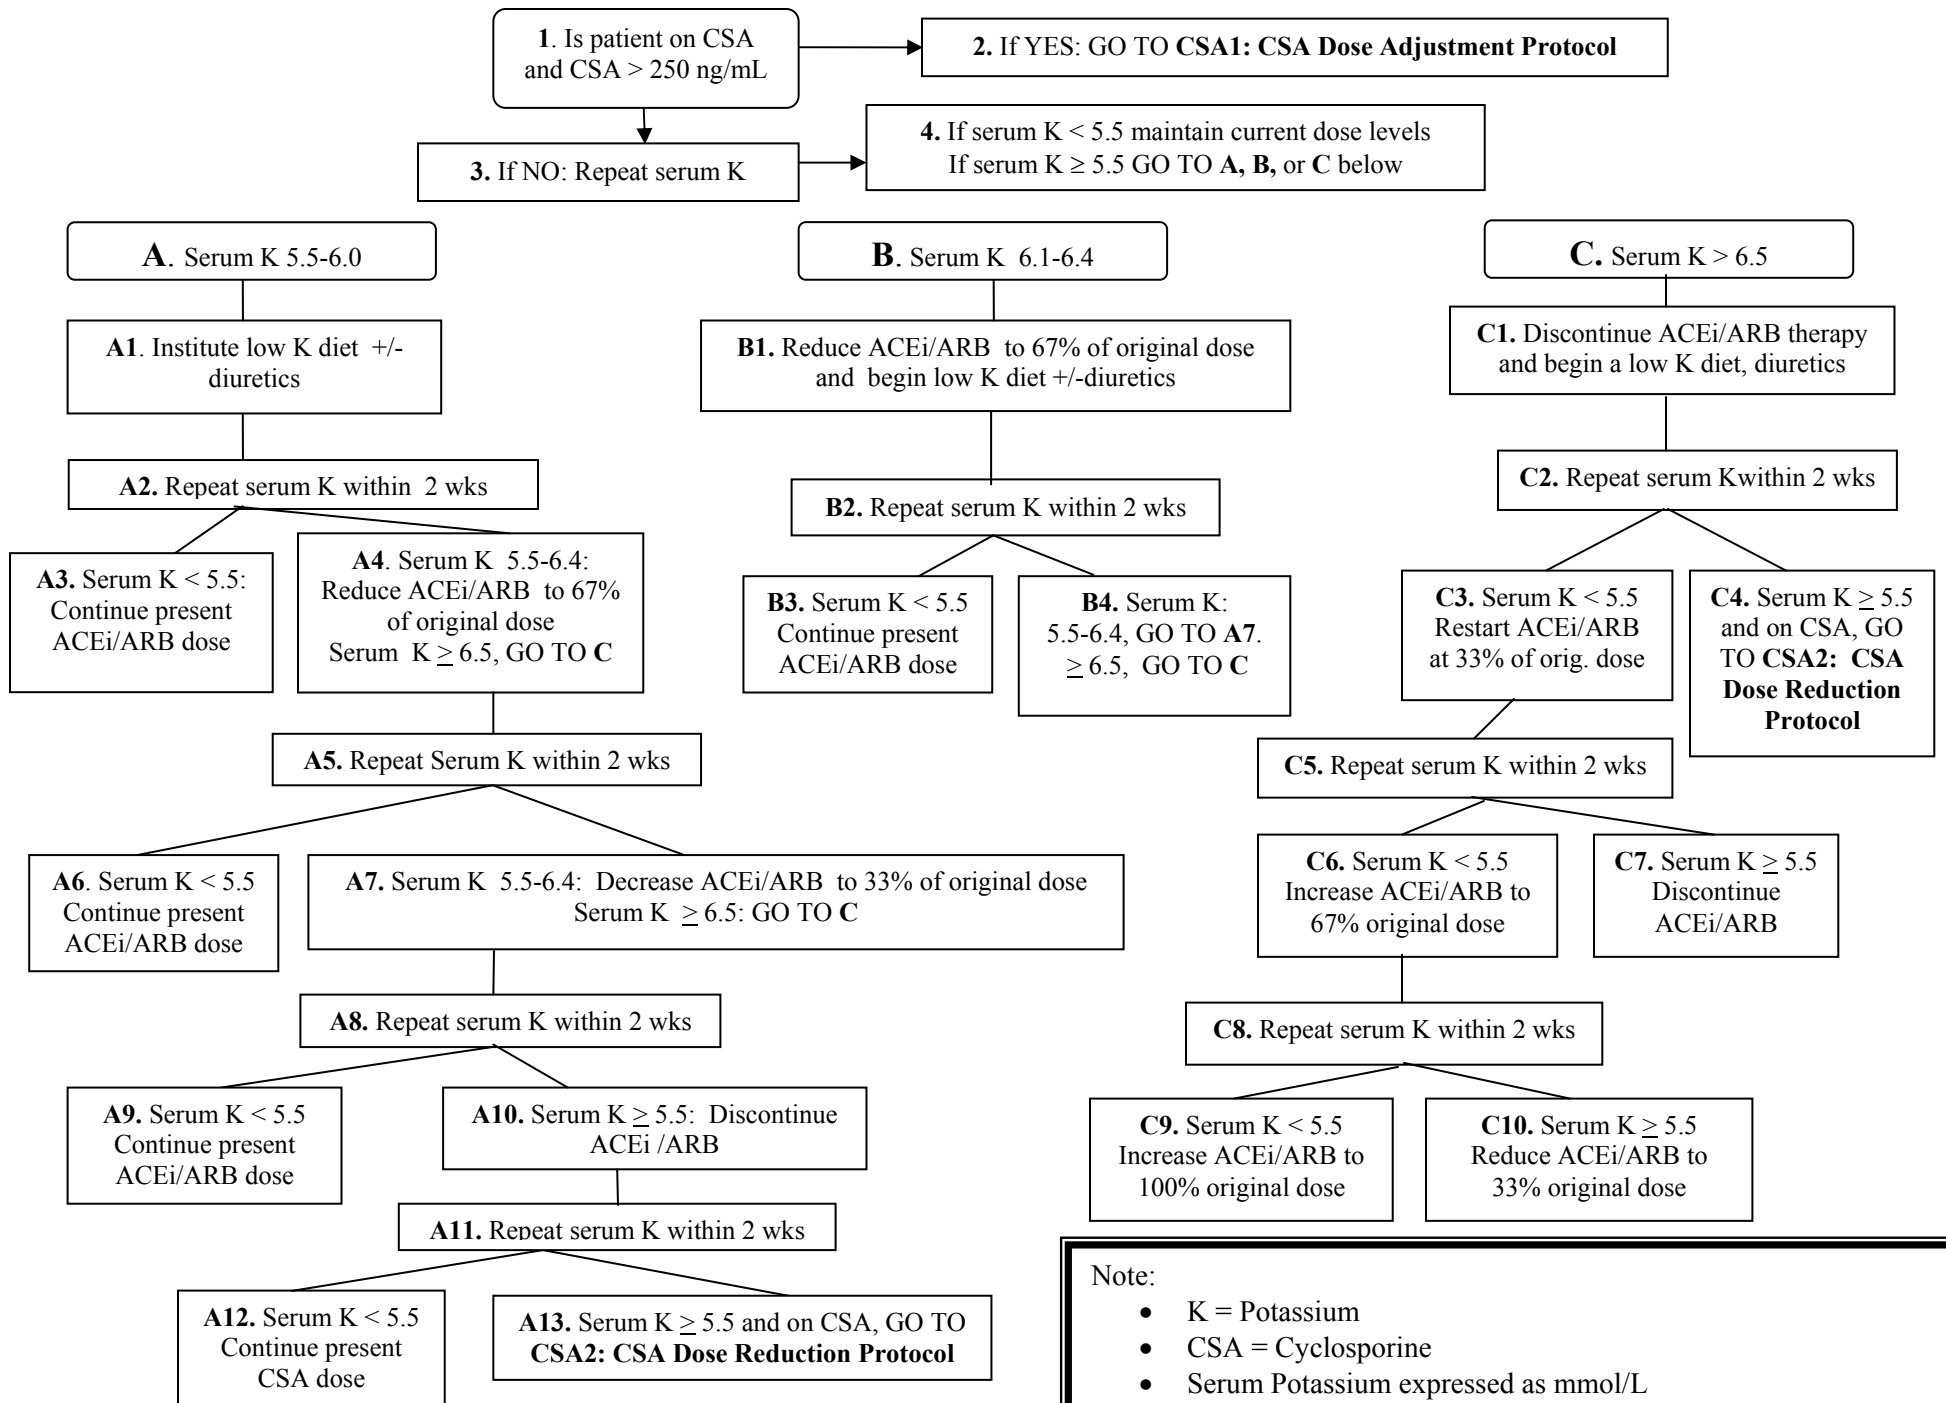 1. Is patient on CSA
and CSA > 250 ng/mL
2. If YES: GO TO CSA1: CSA Dose Adjustment Protocol
3. If NO: Repeat serum K
4. If serum K < 5.5 maintain current dose levels
If serum K ≥ 5.5 GO TO A, B, or C below
A. Serum K 5.5-6.0
A1. Institute low K diet +/-
diuretics
A2. Repeat serum K within 2 wks
A3. Serum K < 5.5:
Continue present
ACEi/ARB dose
A4. Serum K 5.5-6.4:
Reduce ACEi/ARB to 67%
of original dose
Serum K ≥ 6.5, GO TO C
A5. Repeat Serum K within 2 wks
A6. Serum K < 5.5
Continue present
ACEi/ARB dose
A7. Serum K 5.5-6.4: Decrease ACEi/ARB to 33% of original dose
Serum K ≥ 6.5: GO TO C
A8. Repeat serum K within 2 wks
A9. Serum K < 5.5
Continue present
ACEi/ARB dose
A10. Serum K ≥ 5.5: Discontinue
ACEi /ARB
A11. Repeat serum K within 2 wks
A12. Serum K < 5.5
Continue present
CSA dose
A13. Serum K ≥ 5.5 and on CSA, GO TO
CSA2: CSA Dose Reduction Protocol
B. Serum K 6.1-6.4
B1. Reduce ACEi/ARB to 67% of original dose
and begin low K diet +/-diuretics
B2. Repeat serum K within 2 wks
B3. Serum K < 5.5
Continue present
ACEi/ARB dose
B4. Serum K:
5.5-6.4, GO TO A7.
≥ 6.5, GO TO C
C. Serum K > 6.5
C1. Discontinue ACEi/ARB therapy
and begin a low K diet, diuretics
C2. Repeat serum Kwithin 2 wks
C3. Serum K < 5.5
Restart ACEi/ARB
at 33% of orig. dose
C4. Serum K ≥ 5.5
and on CSA, GO
TO CSA2: CSA
Dose Reduction
Protocol
C5. Repeat serum K within 2 wks
C6. Serum K < 5.5
Increase ACEi/ARB to
67% original dose
C7. Serum K ≥ 5.5
Discontinue
ACEi/ARB
C8. Repeat serum K within 2 wks
C9. Serum K < 5.5
Increase ACEi/ARB to
100% original dose
C10. Serum K ≥ 5.5
Reduce ACEi/ARB to
33% original dose
Note:
• K = Potassium
• CSA = Cyclosporine
• Serum Potassium expressed as mmol/L